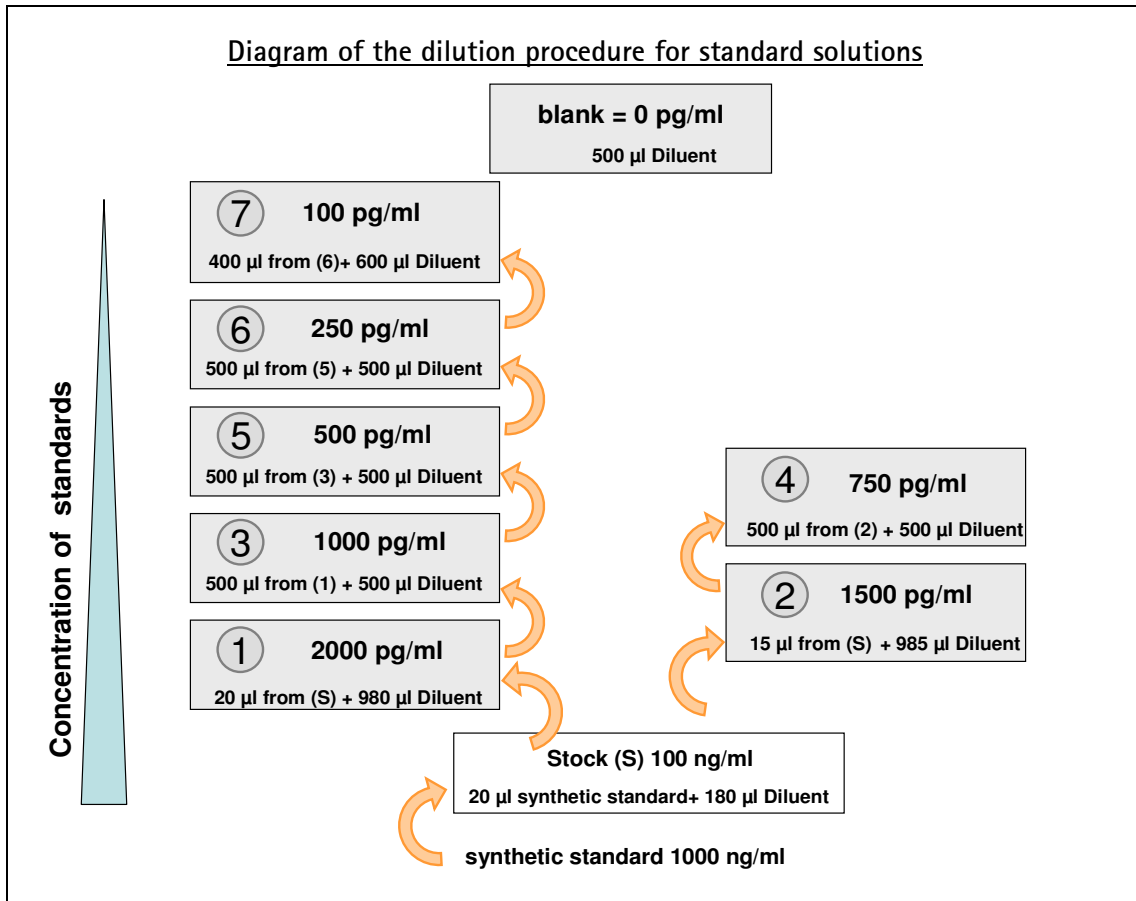 Diagram of the dilution procedure for standard solutions
blank = 0 pg/ml
500 µl Diluent
7 100 pg/ml
400 µl from (6)+ 600 µl Diluent
6 250 pg/ml
500 µl from (5) + 500 µl Diluent
5 500 pg/ml
500 µl from (3) + 500 µl Diluent
3 1000 pg/ml
500 µl from (1) + 500 µl Diluent
1 2000 pg/ml
20 µl from (S) + 980 µl Diluent
4 750 pg/ml
500 µl from (2) + 500 µl Diluent
2 1500 pg/ml
15 µl from (S) + 985 µl Diluent
Stock (S) 100 ng/ml
20 µl synthetic standard+ 180 µl Diluent
synthetic standard 1000 ng/ml
Concentration of standards